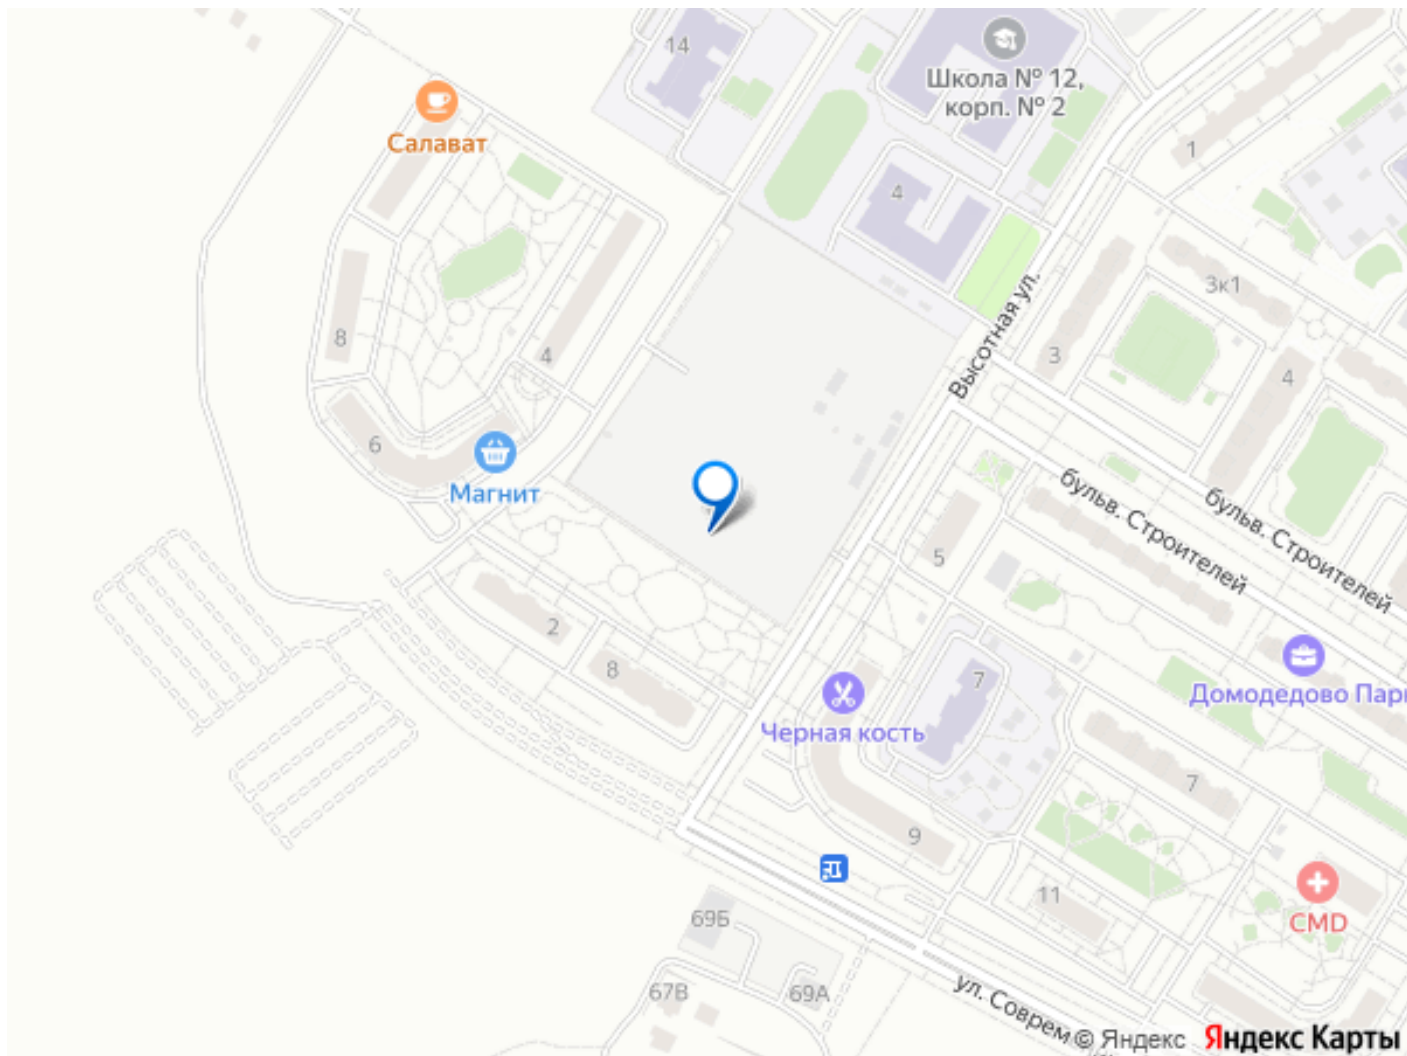 14
Школа № 12,
корп. № 2
Салават
1
4
3к1
8
4
3
4
Высотная ул.
6
Магнит
бульв. Строителей
бульв. Строителей
5
2
8
7
Домодедово Пар
Черная кость
7
9
11
CMD
69Б
67В
69А
ул. Соврем
© Яндекс Яндекс Карты